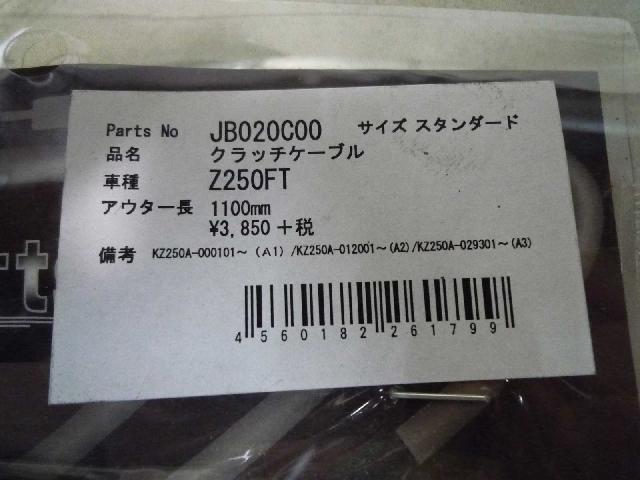 Parts No JB020C00 サイズ スタンダード
品名 クラッチケーブル
車種 Z250FT
アウター長 1100mm
¥3,850 +税
備考 KZ250A-000101~ (A1) /KZ250A-012001~(A2)/KZ250A-029301~(A3)
4560182261799